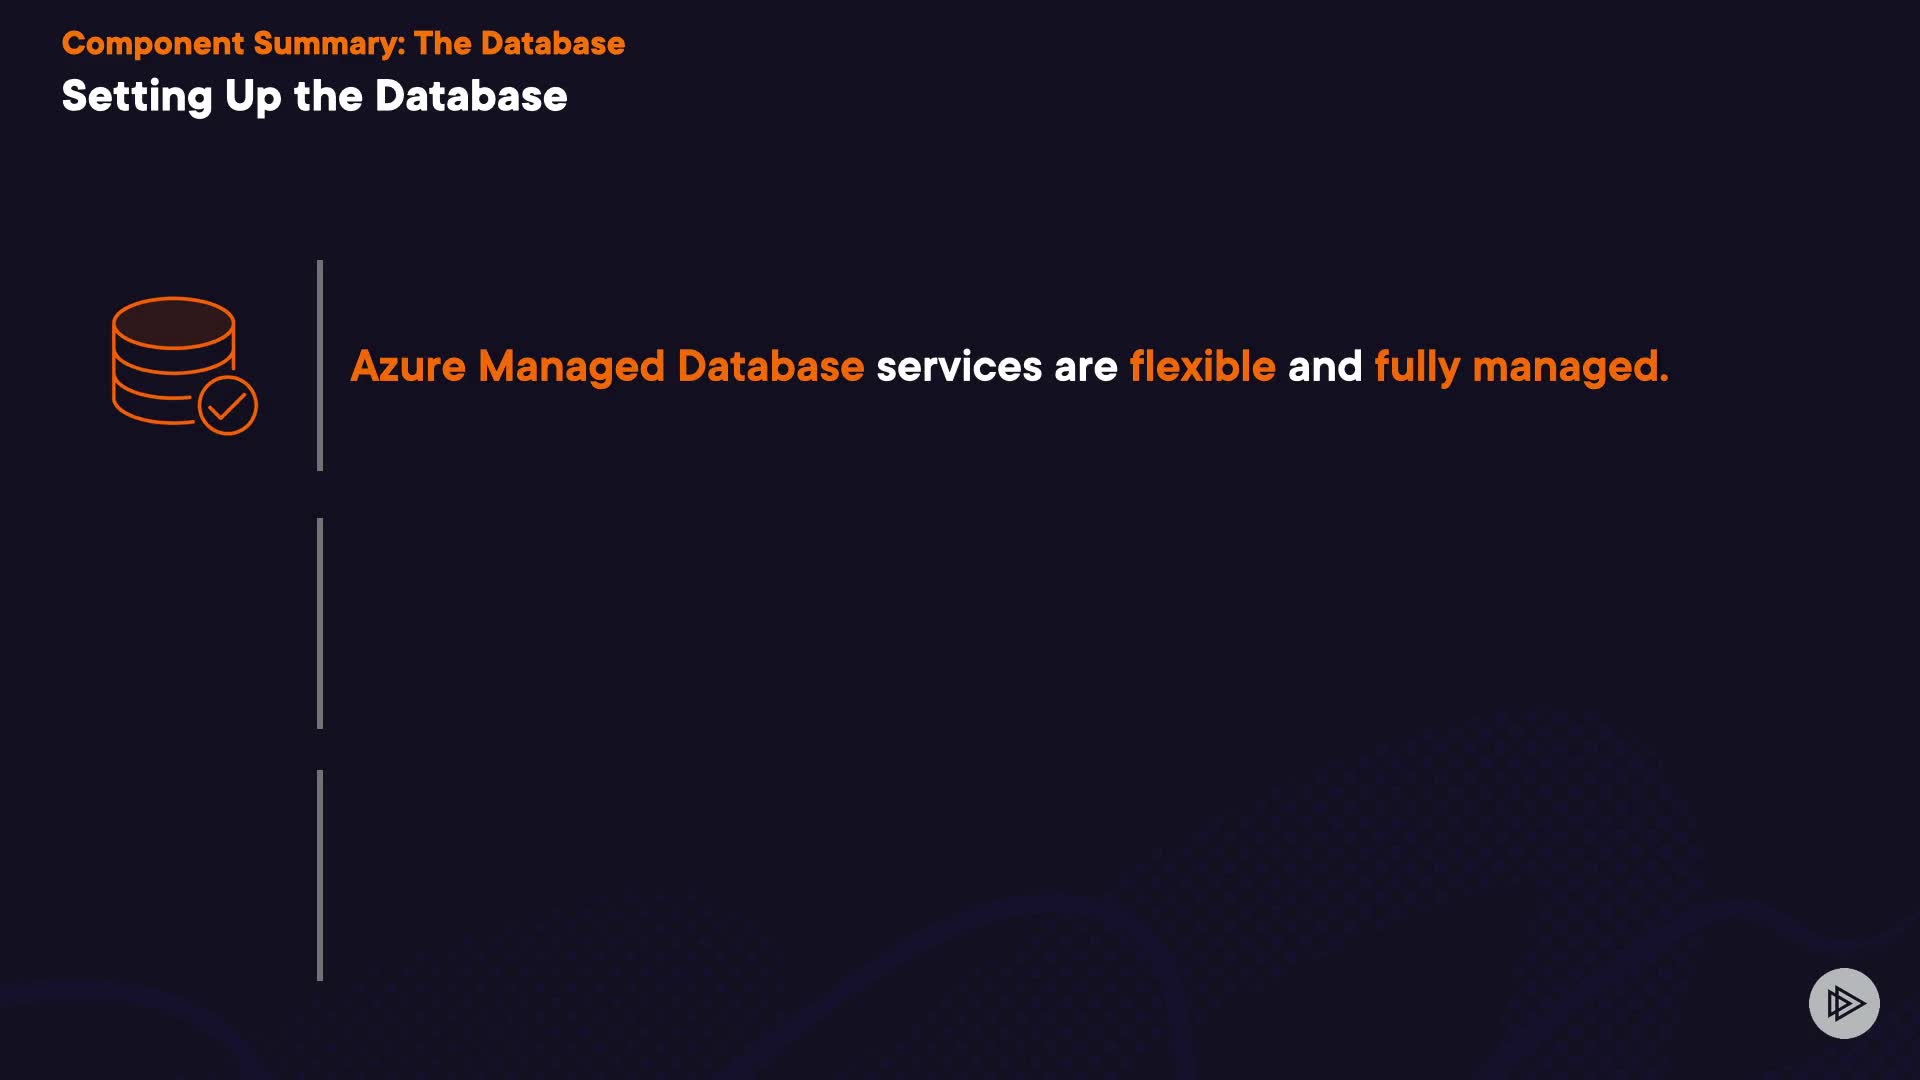 Component Summary: The Database
Setting Up the Database
Azure Managed Database services are flexible and fully managed.